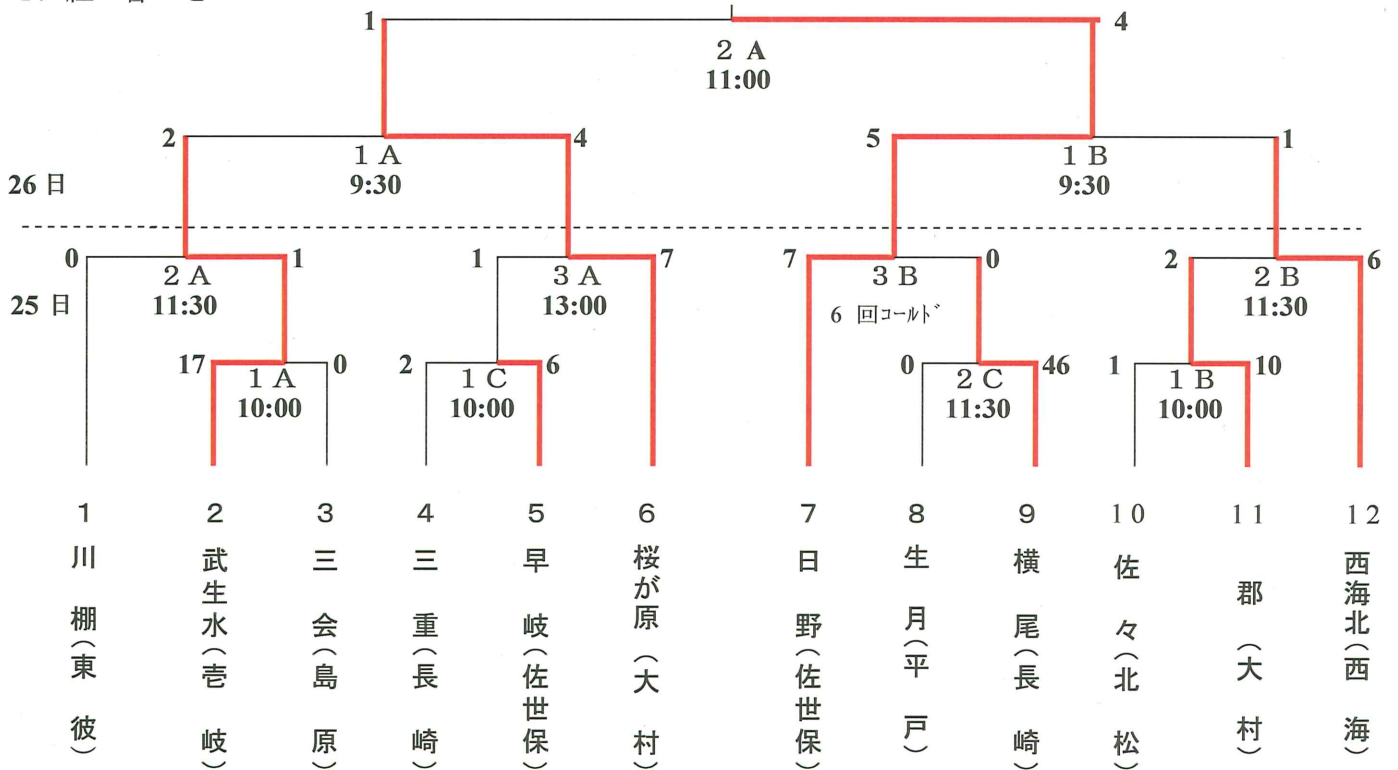 1 4
2 A
11:00
2 4 5 1
1 A 1 B
9:30 9:30
26 日
0 1 1 7 7 0 2 6
2 A 3 A 3 B 2 B
25 日 11:30 13:00 6 回コールド 11:30
17 0 2 6 0 46 1 10
1 A 1 C 2 C 1 B
10:00 10:00 11:30 10:00
1 2 3 4 5 6 7 8 9 10 11 12
川棚(東彼)
武生水(壱岐)
三会(島原)
三重(長崎)
早岐(佐世保)
桜が原(大村)
日野(佐世保)
生月(平戸)
横尾(長崎)
佐々(北松)
郡(大村)
西海北(西海)